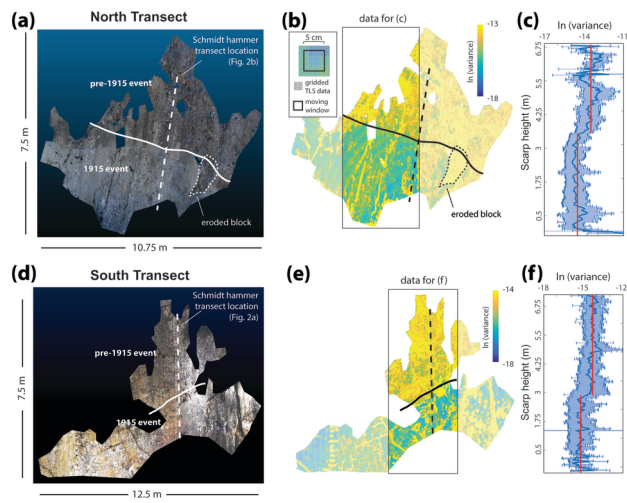 (a)
North Transect
Schmidt hammer
transect location
(Fig. 2b)
pre-1915 event
1915 event
eroded block
7.5 m
10.75 m
(b)
data for (c)
5 cm
gridded
TLS data
moving
window
-13
ln (variance)
-18
eroded block
(c)
ln (variance)
-17
-14
-11
Scarp height (m)
6.75
5.5
4.25
3
1.75
0.5
(d)
South Transect
Schmidt hammer
transect location
(Fig. 2a)
pre-1915 event
1915 event
7.5 m
12.5 m
(e)
data for (f)
-14
ln (variance)
-18
(f)
ln (variance)
-18
-15
-12
Scarp height (m)
6.75
5.5
4.25
3
1.75
0.5